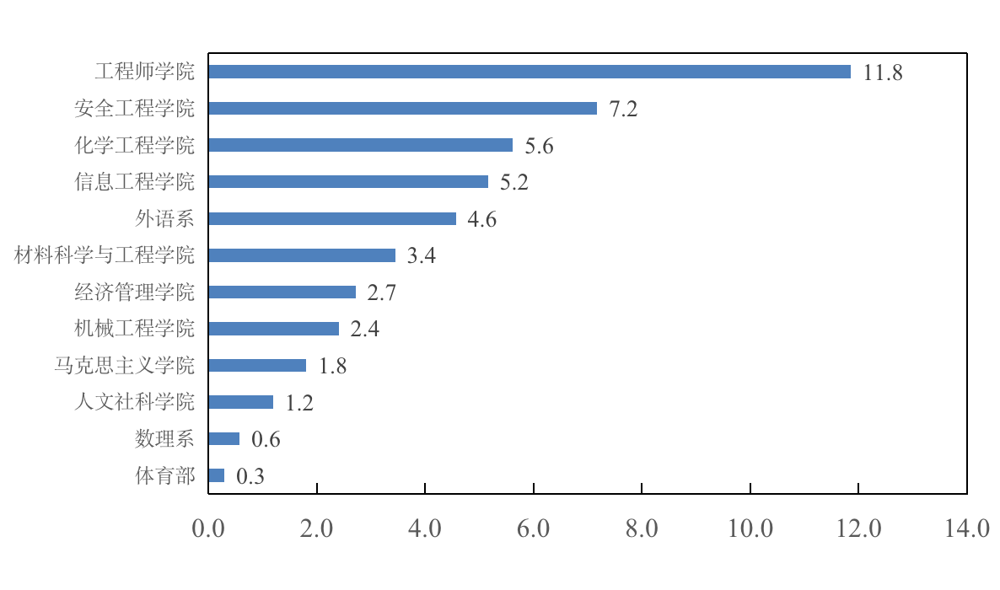 工程师学院 11.8
安全工程学院 7.2
化学工程学院 5.6
信息工程学院 5.2
外语系 4.6
材料科学与工程学院 3.4
经济管理学院 2.7
机械工程学院 2.4
马克思主义学院 1.8
人文社科学院 1.2
数理系 0.6
体育部 0.3
0.0 2.0 4.0 6.0 8.0 10.0 12.0 14.0